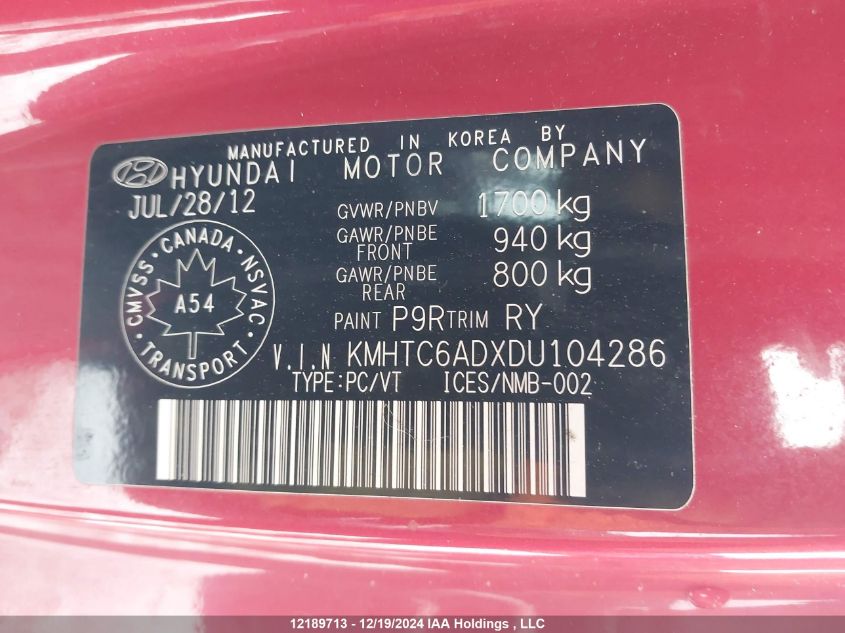 MANUFACTURED IN KOREA BY
HYUNDAI MOTOR COMPANY
JUL/28/12
GVWR/PNBV 1700 kg
GAWR/PNBE FRONT 940 kg
GAWR/PNBE REAR 800 kg
PAINT P9R TRIM RY
CMVSS · CANADA · NSVAC
A54
TRANSPORT
V.I.N KMHTC6ADXDU104286
TYPE:PC/VT ICES/NMB-002
12189713 - 12/19/2024 IAA Holdings , LLC